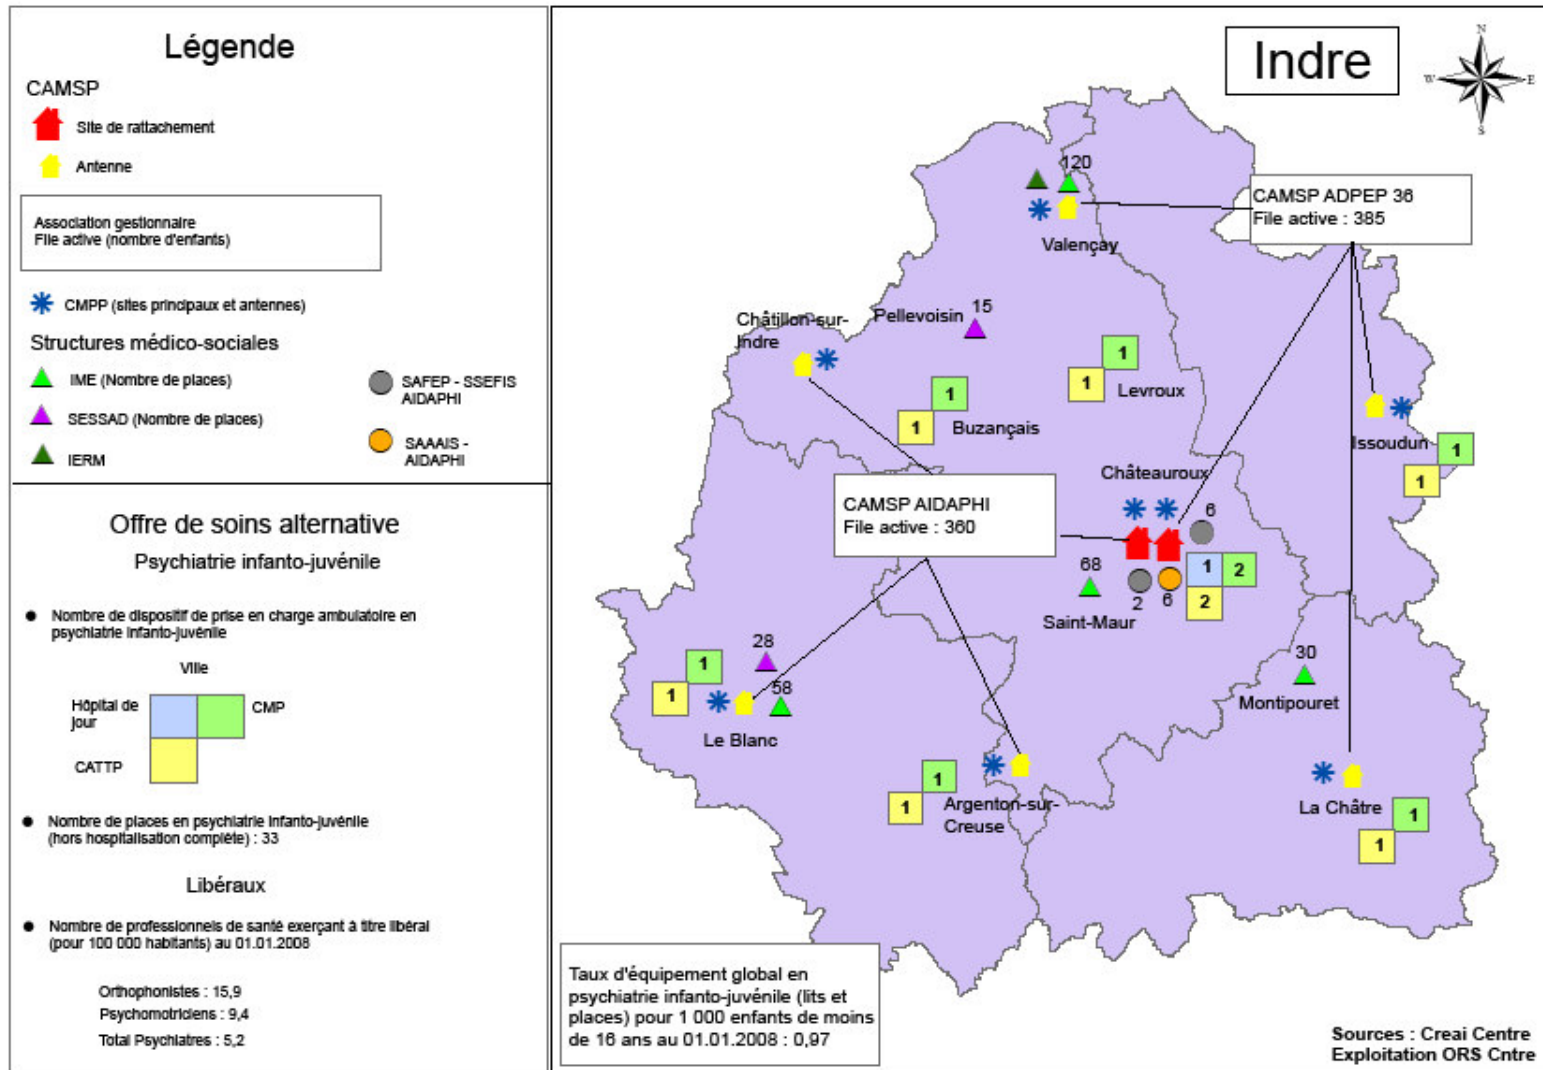 Légende
CAMSP
Site de rattachement
Antenne
Association gestionnaire
File active (nombre d'enfants)
CMPP (sites principaux et antennes)
Structures médico-sociales
IME (Nombre de places)
SESSAD (Nombre de places)
IERM
SAFEP - SSEFIS
AIDAPHI
SAAAIS -
AIDAPHI
Offre de soins alternative
Psychiatrie infanto-juvénile
Nombre de dispositif de prise en charge ambulatoire en
psychiatrie infanto-juvénile
Ville
Hôpital de
jour
CMP
CATTP
Nombre de places en psychiatrie infanto-juvénile
(hors hospitalisation complète) : 33
Libéraux
Nombre de professionnels de santé exerçant à titre libéral
(pour 100 000 habitants) au 01.01.2008
Orthophonistes : 15,9
Psychomotriciens : 9,4
Total Psychiatres : 5,2
Indre
N
W
E
S
120
Valençay
CAMSP ADPEP 36
File active : 385
Châtillon-sur-
Indre
Pellevoisin
15
1
1
Levroux
1
1
Buzançais
Issoudun
1
1
Châteauroux
CAMSP AIDAPHI
File active : 360
6
68
2
6
1
2
2
Saint-Maur
28
1
1
58
Le Blanc
30
Montipouret
1
1
Argenton-sur-
Creuse
La Châtre
1
1
Taux d'équipement global en
psychiatrie infanto-juvénile (lits et
places) pour 1 000 enfants de moins
de 16 ans au 01.01.2008 : 0,97
Sources : Creai Centre
Exploitation ORS Cntre